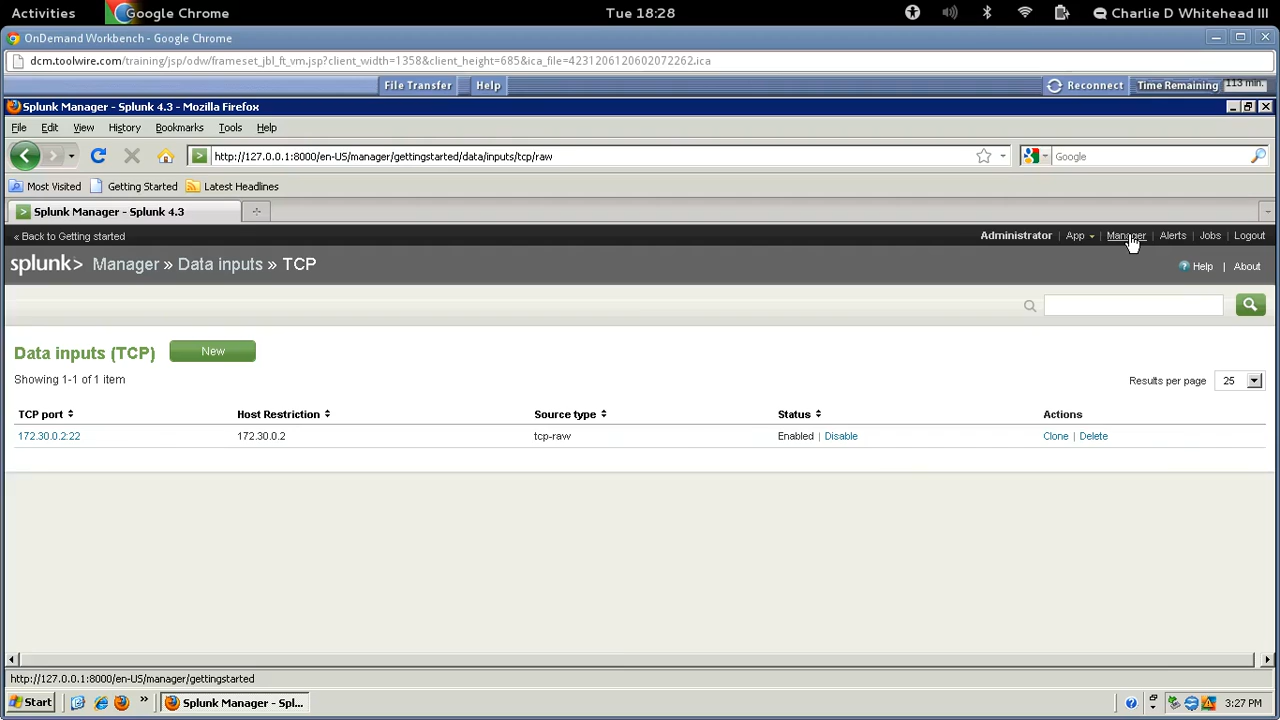 Activities
Google Chrome
Tue 18:28
Charlie D Whitehead III
OnDemand Workbench - Google Chrome
dcm.toolwire.com/training/jsp/odw/frameset_jbl_ft_vm.jsp?client_width=1358&client_height=685&ica_file=42312061206020722​62.ica
File Transfer
Help
Reconnect
Time Remaining
113 min.
Splunk Manager - Splunk 4.3 - Mozilla Firefox
File Edit View History Bookmarks Tools Help
http://127.0.0.1:8000/en-US/manager/gettingstarted/data/inputs/tcp/raw
Google
Most Visited Getting Started Latest Headlines
Splunk Manager - Splunk 4.3
« Back to Getting started
Administrator | App | Manager | Alerts | Jobs | Logout
splunk> Manager » Data inputs » TCP
Help | About
Data inputs (TCP)
New
Showing 1-1 of 1 item
Results per page 25
TCP port Host Restriction Source type Status Actions
172.30.0.2:22 172.30.0.2 tcp-raw Enabled | Disable Clone | Delete
http://127.0.0.1:8000/en-US/manager/gettingstarted
Start
»
Splunk Manager - Spl...
3:27 PM